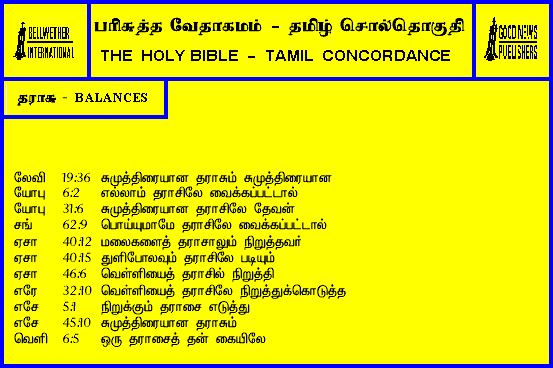 BELLWETHER
INTERNATIONAL
பரிசுத்த வேதாகமம் - தமிழ் சொல்தொகுதி
THE HOLY BIBLE - TAMIL CONCORDANCE
GOOD NEWS
PUBLISHERS
தராசு - BALANCES
லேவி 19:36 சுமுத்திரையான தராசும் சுமுத்திரையான
யோபு 6:2 எல்லாம் தராசிலே வைக்கப்பட்டால்
யோபு 31:6 சுமுத்திரையான தராசிலே தேவன்
சங் 62:9 பொய்யுமாமே தராசிலே வைக்கப்பட்டால்
ஏசா 40:12 மலைகளைத் தராசாலும் நிறுத்தவர்
ஏசா 40:15 துளிபோலவும் தராசிலே படியும்
ஏசா 46:6 வெள்ளியைத் தராசில் நிறுத்தி
எரே 32:10 வெள்ளியைத் தராசிலே நிறுத்துக்கொடுத்த
எசே 5:1 நிறுக்கும் தராசை எடுத்து
எசே 45:10 சுமுத்திரையான தராசும்
வெளி 6:5 ஒரு தராசைத் தன் கையிலே